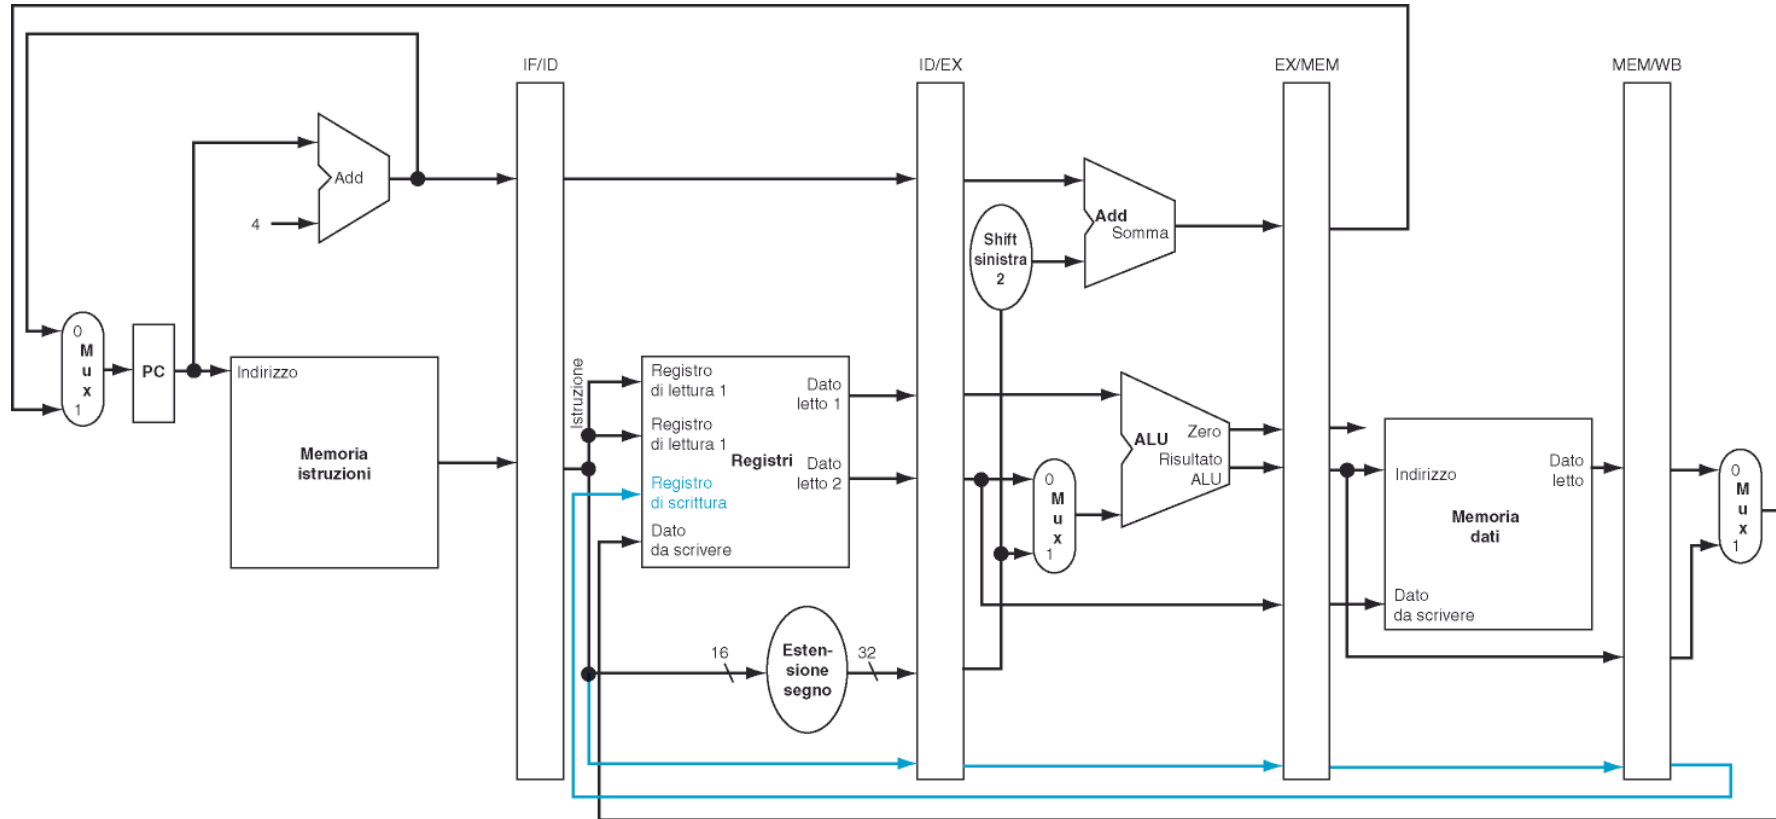 IF/ID
ID/EX
EX/MEM
MEM/WB
Add
4
Add
Somma
Shift
sinistra
2
0
M
u
x
1
PC
Indirizzo
Memoria
istruzioni
Istruzione
Registro
di lettura 1
Registro
di lettura 1
Registro
di scrittura
Dato
da scrivere
Registri
Dato
letto 1
Dato
letto 2
16
Esten-
sione
segno
32
0
M
u
x
1
ALU
Zero
Risultato
ALU
Indirizzo
Dato
letto
Memoria
dati
Dato
da scrivere
0
M
u
x
1